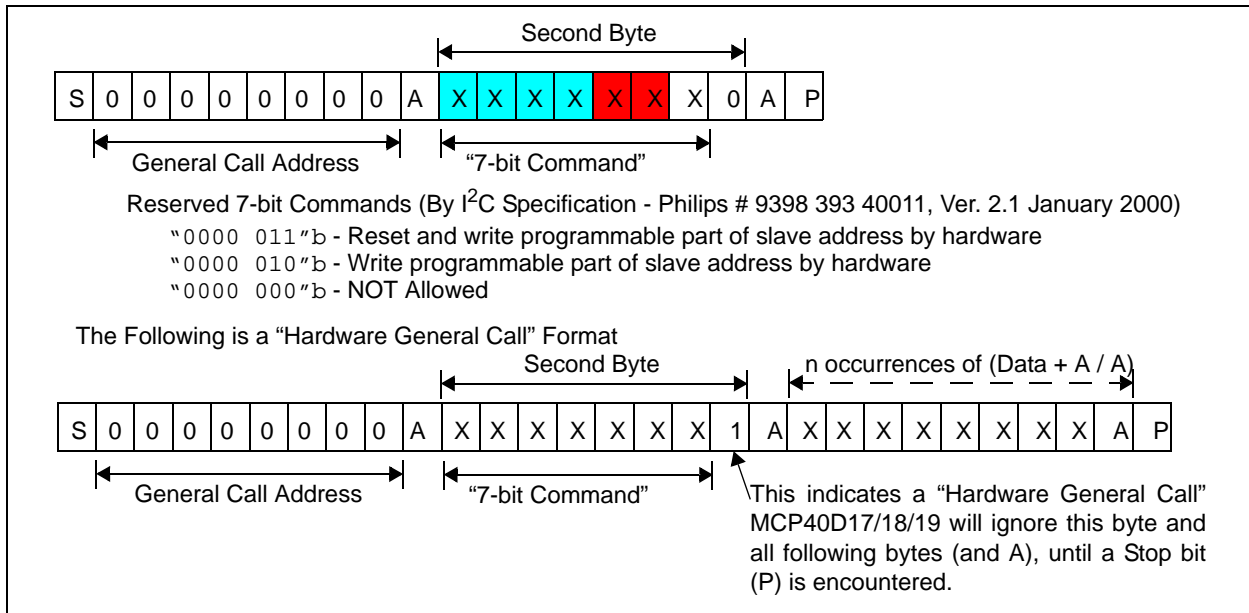 Second Byte
S 0 0 0 0 0 0 0 0 A X X X X X X X 0 A P
General Call Address “7-bit Command”
Reserved 7-bit Commands (By I2C Specification - Philips # 9398 393 40011, Ver. 2.1 January 2000)
“0000 011”b - Reset and write programmable part of slave address by hardware
“0000 010”b - Write programmable part of slave address by hardware
“0000 000”b - NOT Allowed
The Following is a “Hardware General Call” Format
Second Byte n occurrences of (Data + A / A)
S 0 0 0 0 0 0 0 0 A X X X X X X X 1 A X X X X X X X X A P
General Call Address “7-bit Command”
This indicates a “Hardware General Call”
MCP40D17/18/19 will ignore this byte and
all following bytes (and A), until a Stop bit
(P) is encountered.